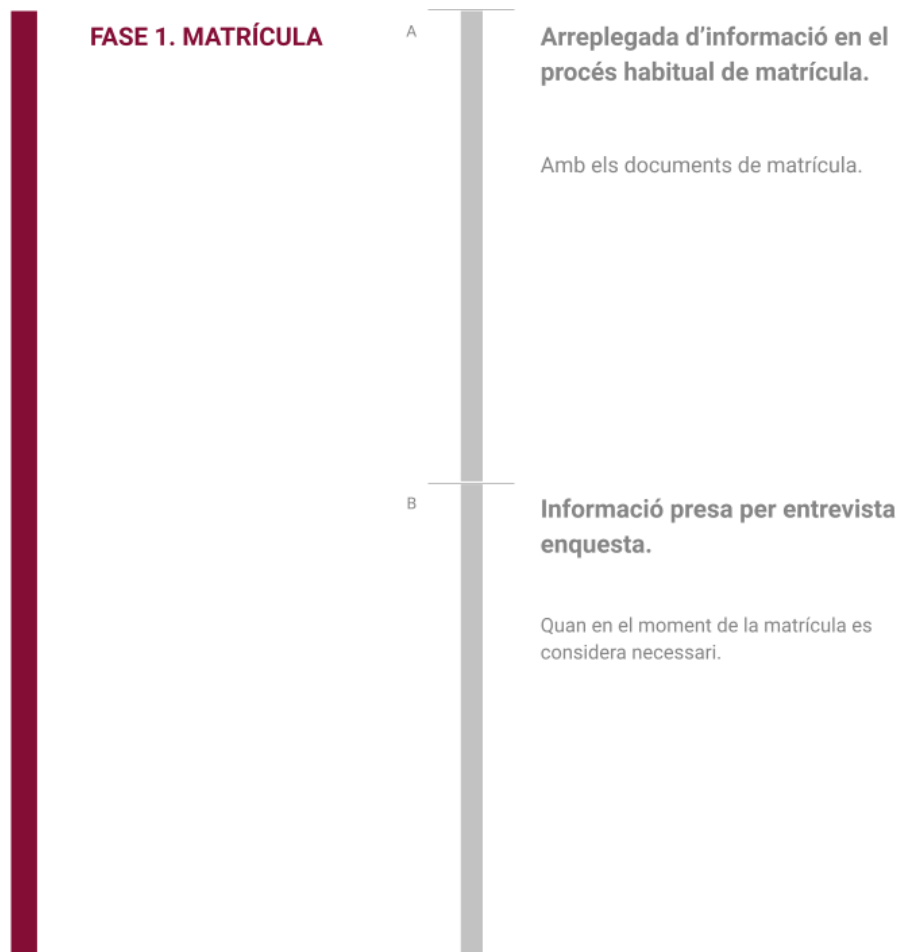 FASE 1. MATRÍCULA
A
Arreplegada d’informació en el
procés habitual de matrícula.
Amb els documents de matrícula.
B
Informació presa per entrevista
enquesta.
Quan en el moment de la matrícula es
considera necessari.